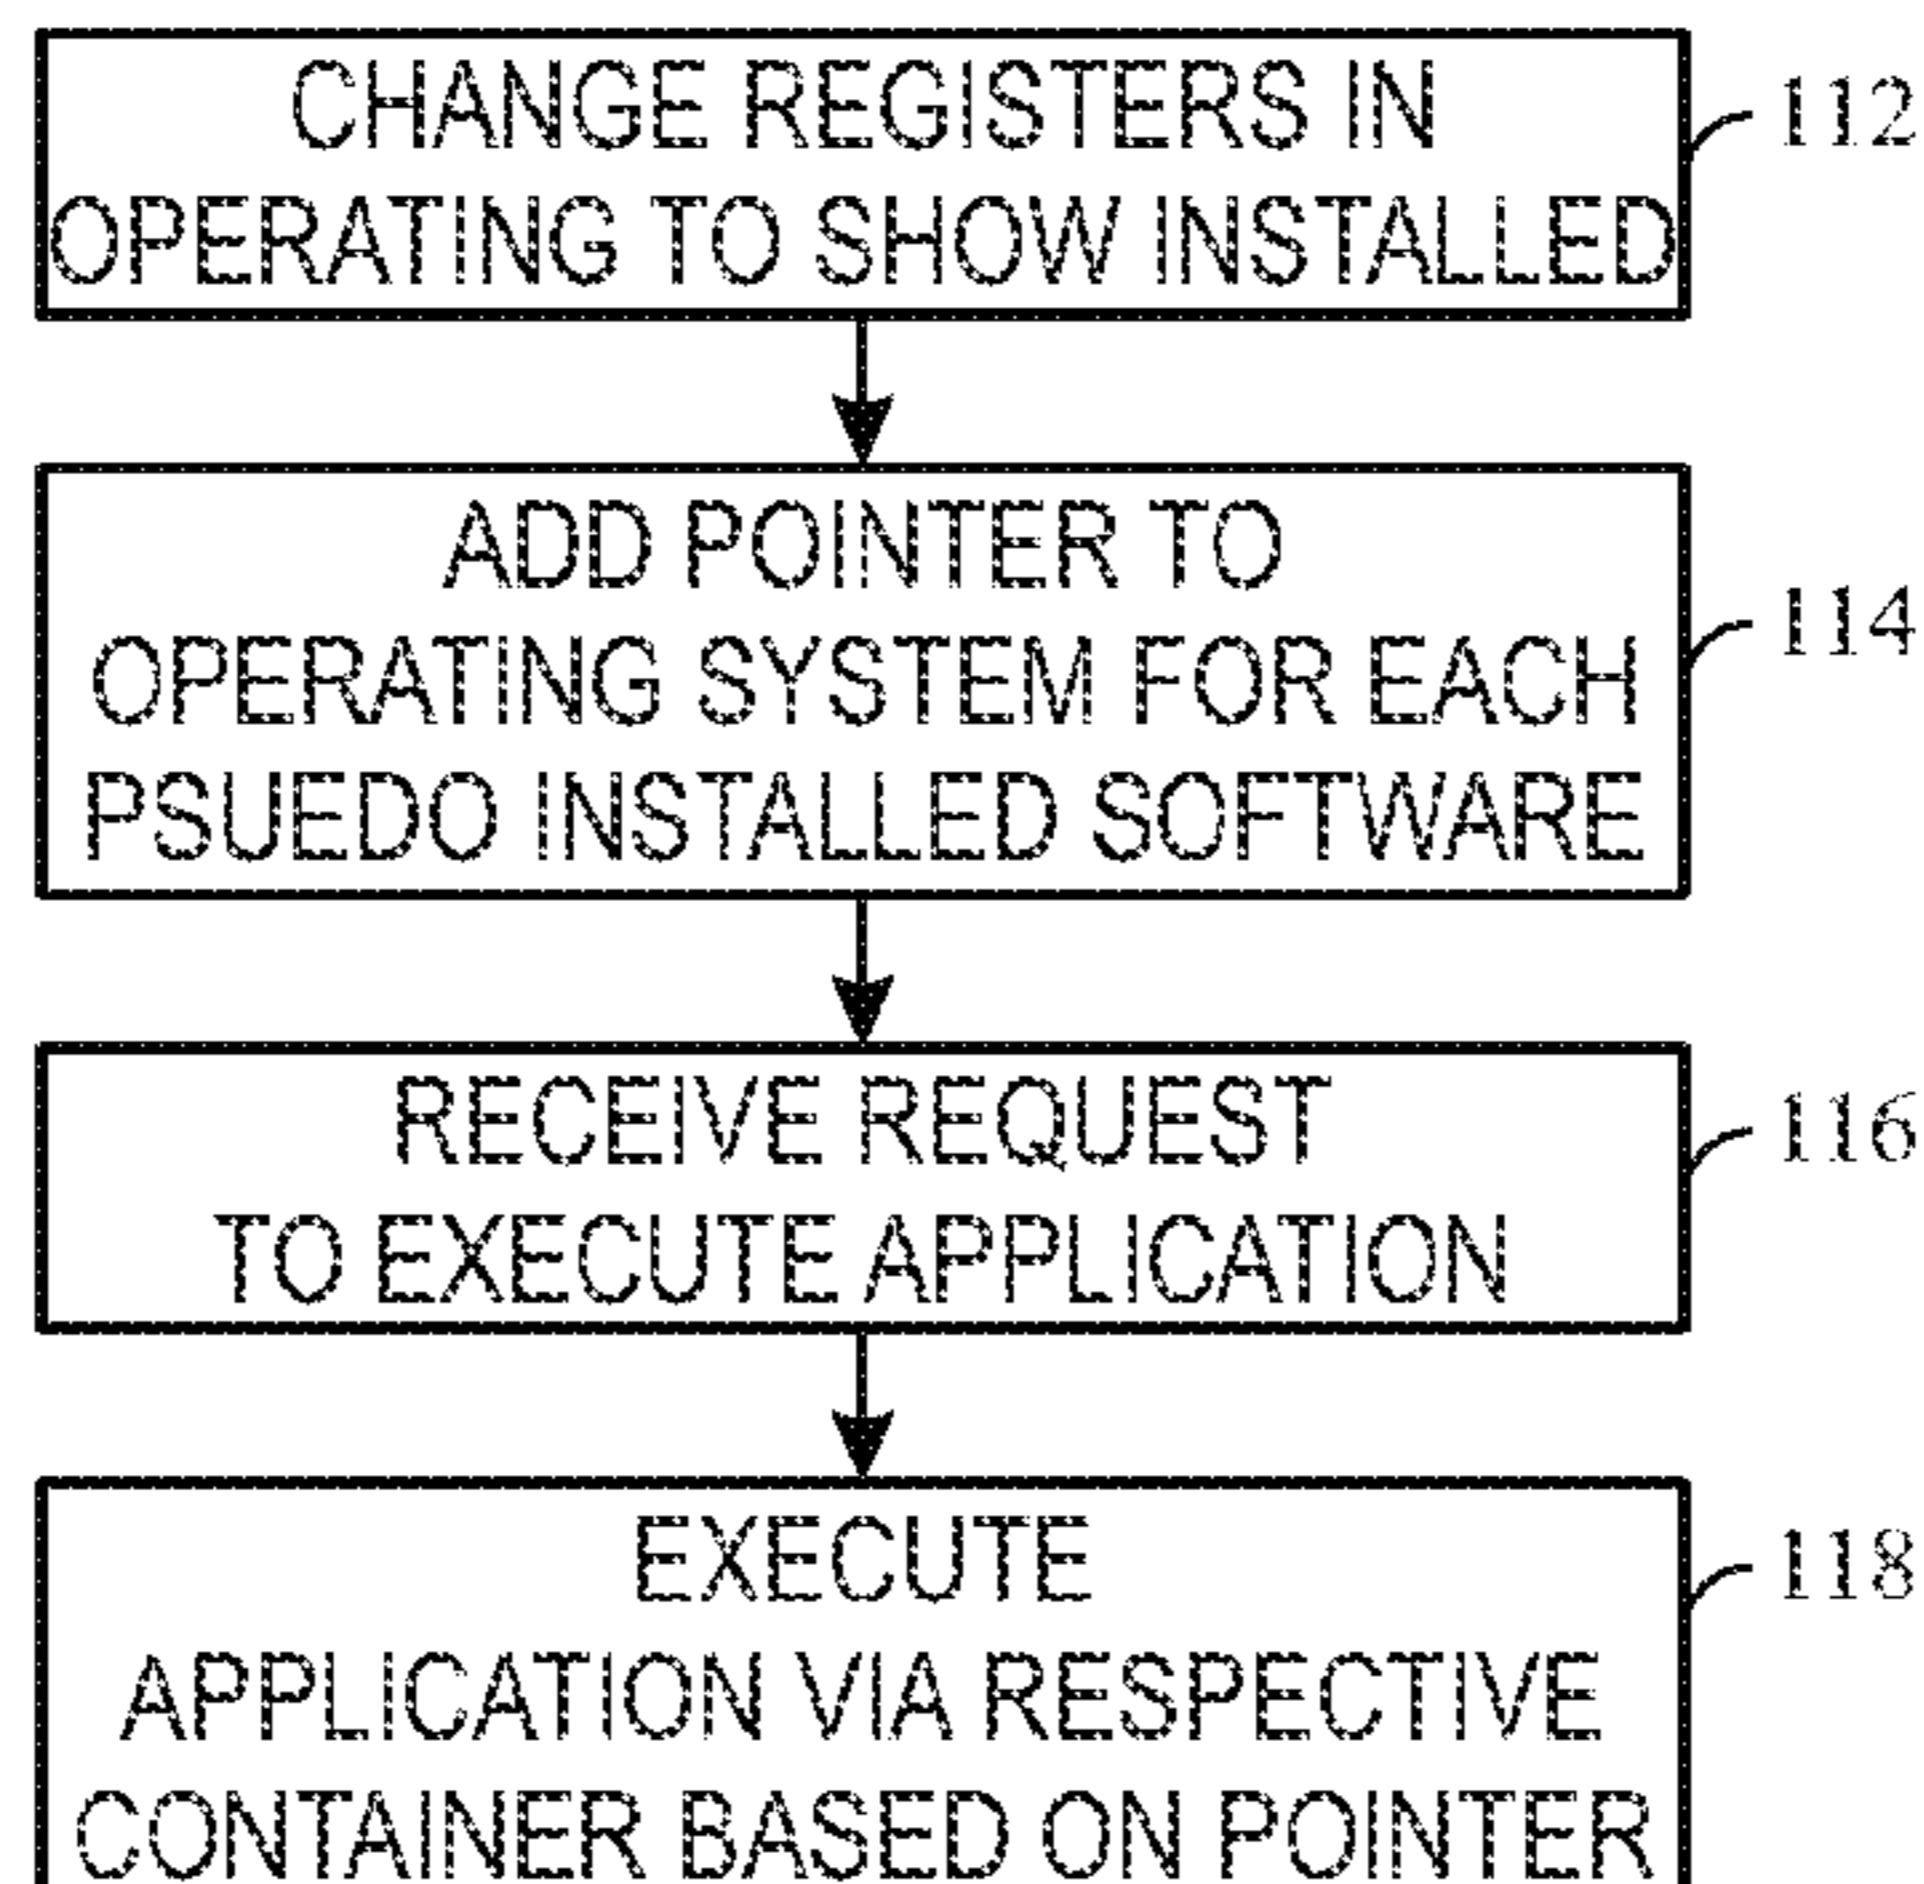 CHANGE REGISTERS IN
OPERATING TO SHOW INSTALLED
112
ADD POINTER TO
OPERATING SYSTEM FOR EACH
PSUEDO INSTALLED SOFTWARE
114
RECEIVE REQUEST
TO EXECUTE APPLICATION
116
EXECUTE
APPLICATION VIA RESPECTIVE
CONTAINER BASED ON POINTER
118